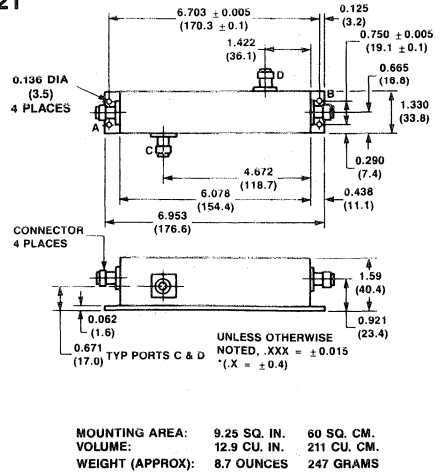 21
6.703 ± 0.005
(170.3 ± 0.1)
0.125
(3.2)
1.422
(36.1)
0.750 ± 0.005
(19.1 ± 0.1)
0.136 DIA
(3.5)
4 PLACES
D
B
0.665
(16.8)
1.330
(33.8)
A
C
0.290
(7.4)
4.672
(118.7)
6.078
(154.4)
0.438
(11.1)
6.953
(176.6)
CONNECTOR
4 PLACES
1.59
(40.4)
0.062
(1.6)
0.921
(23.4)
0.671
(17.0) TYP PORTS C & D
UNLESS OTHERWISE
NOTED, .XXX = ± 0.015
*(.X = ± 0.4)
MOUNTING AREA: 9.25 SQ. IN. 60 SQ. CM.
VOLUME: 12.9 CU. IN. 211 CU. CM.
WEIGHT (APPROX): 8.7 OUNCES 247 GRAMS